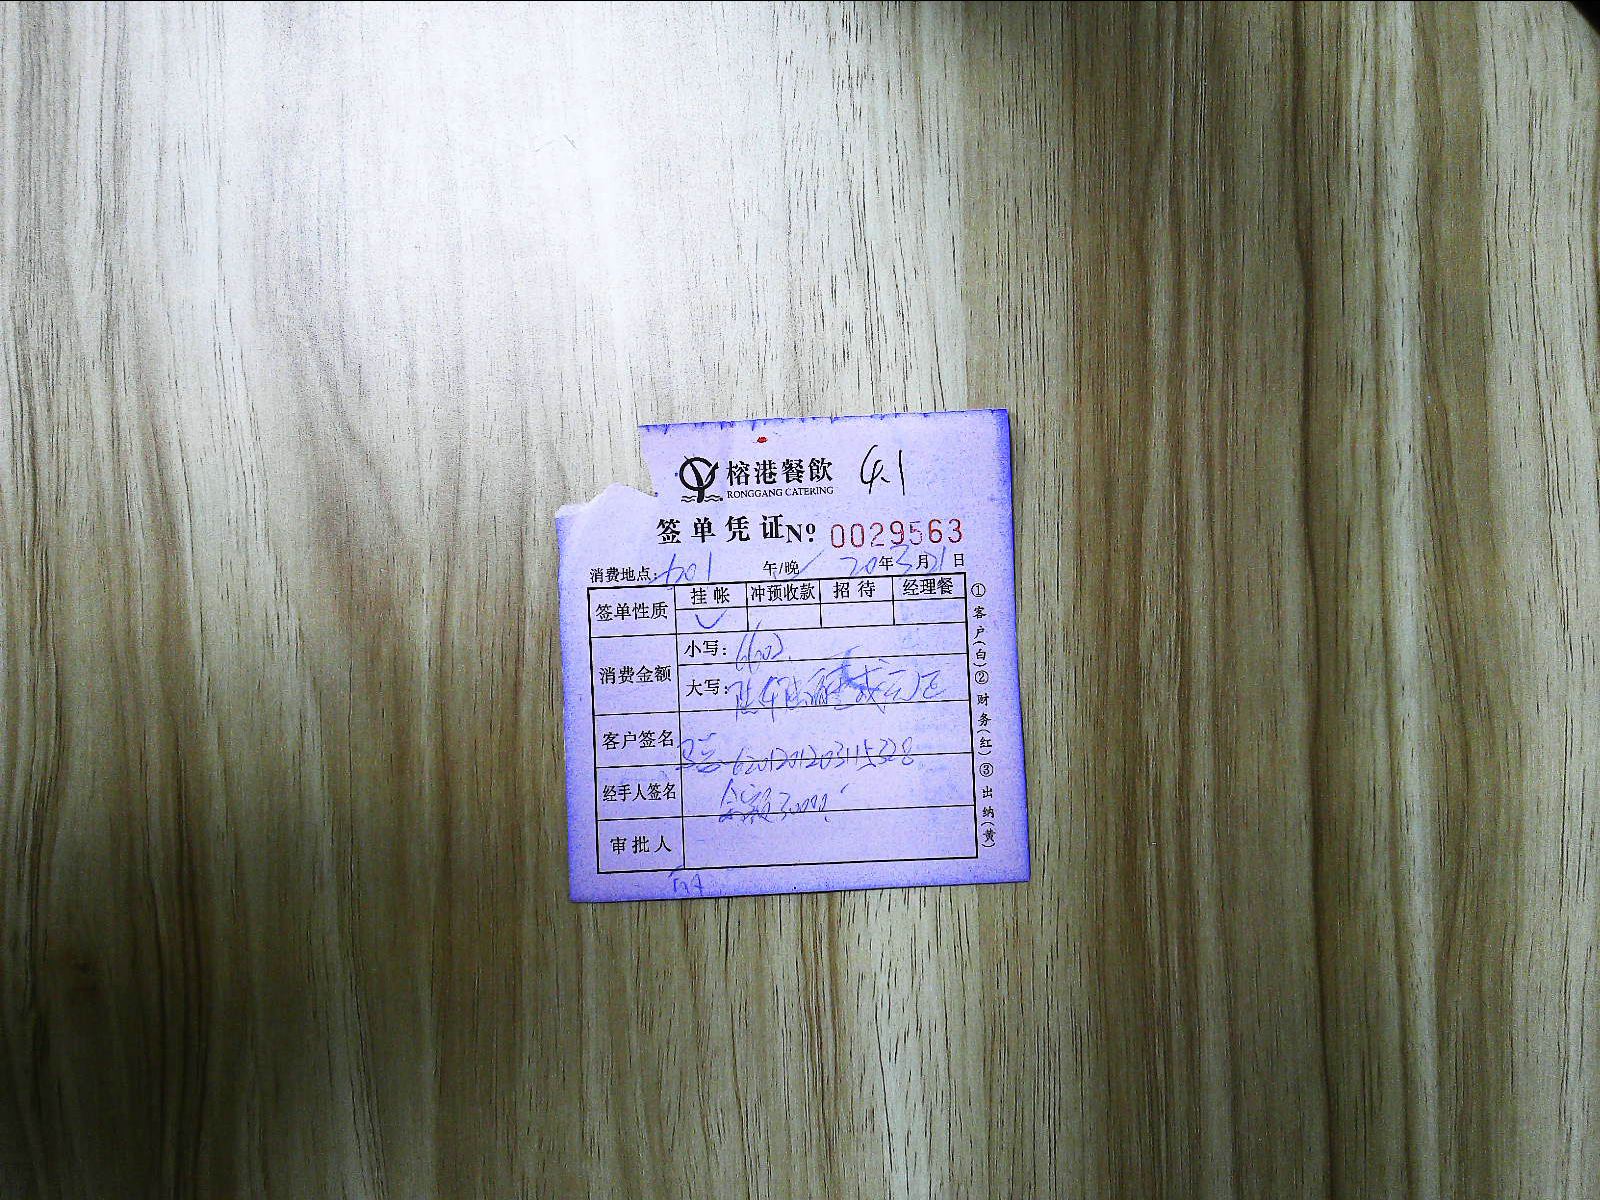 榕港餐飲 4.1
RONGGANG CATERING
签单凭证 Nº 0029563
消费地点: 601 午/晚 20年3月21日
签单性质 挂帐 冲预收款 招待 经理餐
消费金额 小写:
大写:
客户签名
经手人签名 余额
审批人
①客户(白)②财务(红)③出纳(黄)